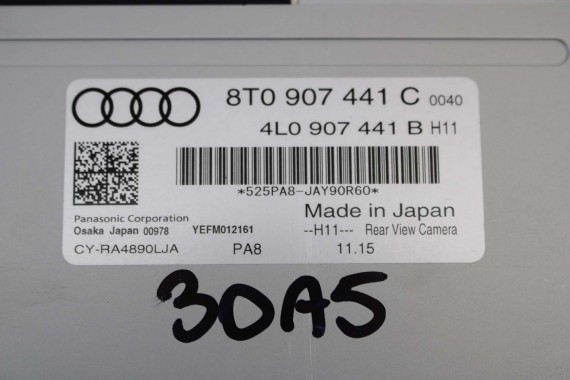 8T0 907 441 C 0040
4L0 907 441 B H11
*525PA8-JAY90R60*
Panasonic Corporation
Made in Japan
Osaka Japan 00978 YEFM012161 --H11--- Rear View Camera
CY-RA4890LJA PA8 11.15
30A5